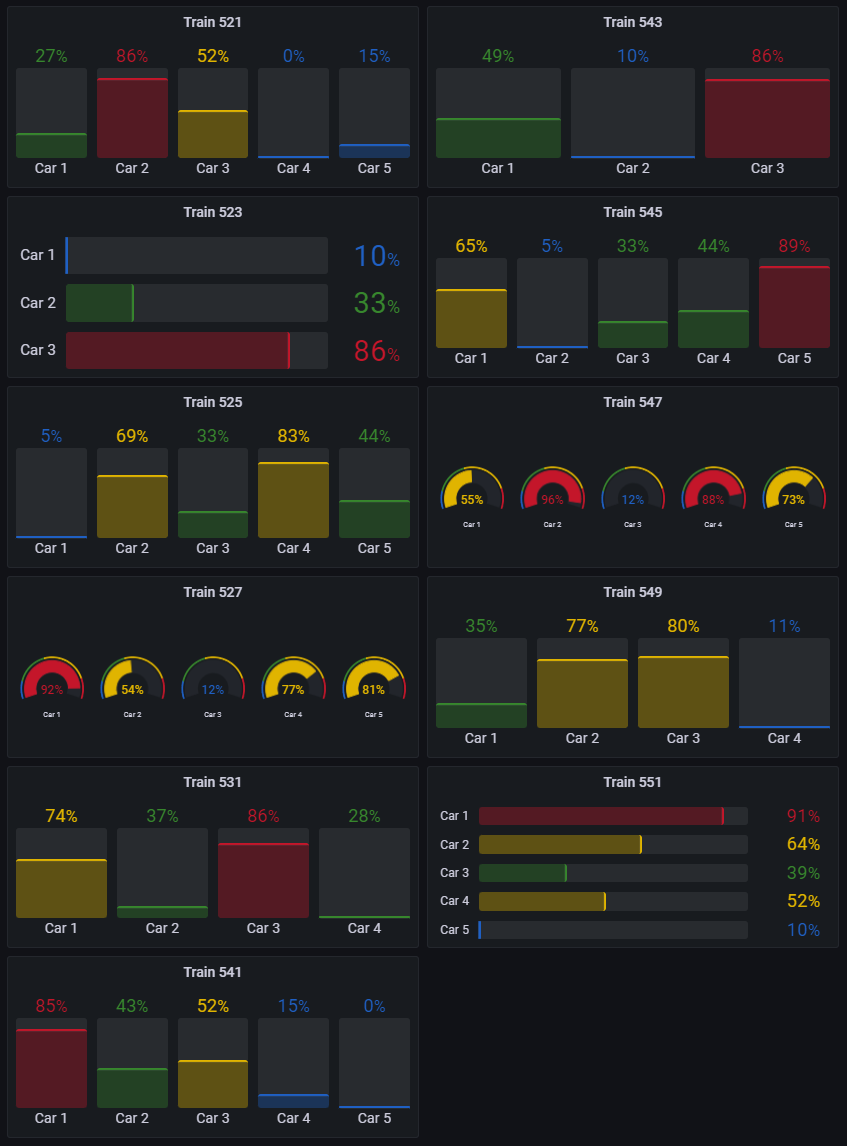 Train 521
27% 86% 52% 0% 15%
Car 1 Car 2 Car 3 Car 4 Car 5
Train 543
49% 10% 86%
Car 1 Car 2 Car 3
Train 523
Car 1 10%
Car 2 33%
Car 3 86%
Train 545
65% 5% 33% 44% 89%
Car 1 Car 2 Car 3 Car 4 Car 5
Train 525
5% 69% 33% 83% 44%
Car 1 Car 2 Car 3 Car 4 Car 5
Train 547
55% 96% 12% 88% 73%
Car 1 Car 2 Car 3 Car 4 Car 5
Train 527
92% 54% 12% 77% 81%
Car 1 Car 2 Car 3 Car 4 Car 5
Train 549
35% 77% 80% 11%
Car 1 Car 2 Car 3 Car 4
Train 531
74% 37% 86% 28%
Car 1 Car 2 Car 3 Car 4
Train 551
Car 1 91%
Car 2 64%
Car 3 39%
Car 4 52%
Car 5 10%
Train 541
85% 43% 52% 15% 0%
Car 1 Car 2 Car 3 Car 4 Car 5